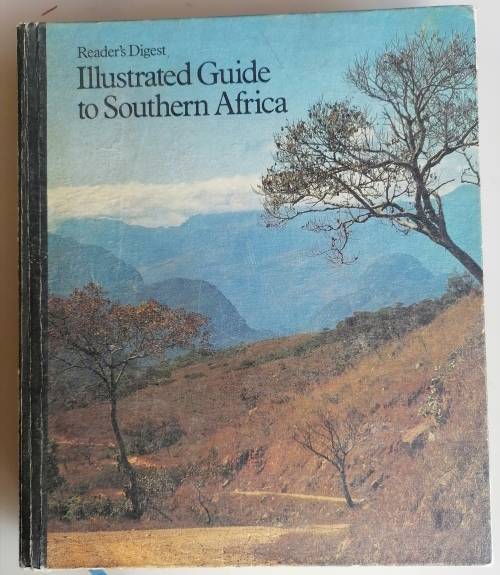 Reader's Digest
Illustrated Guide
to Southern Africa